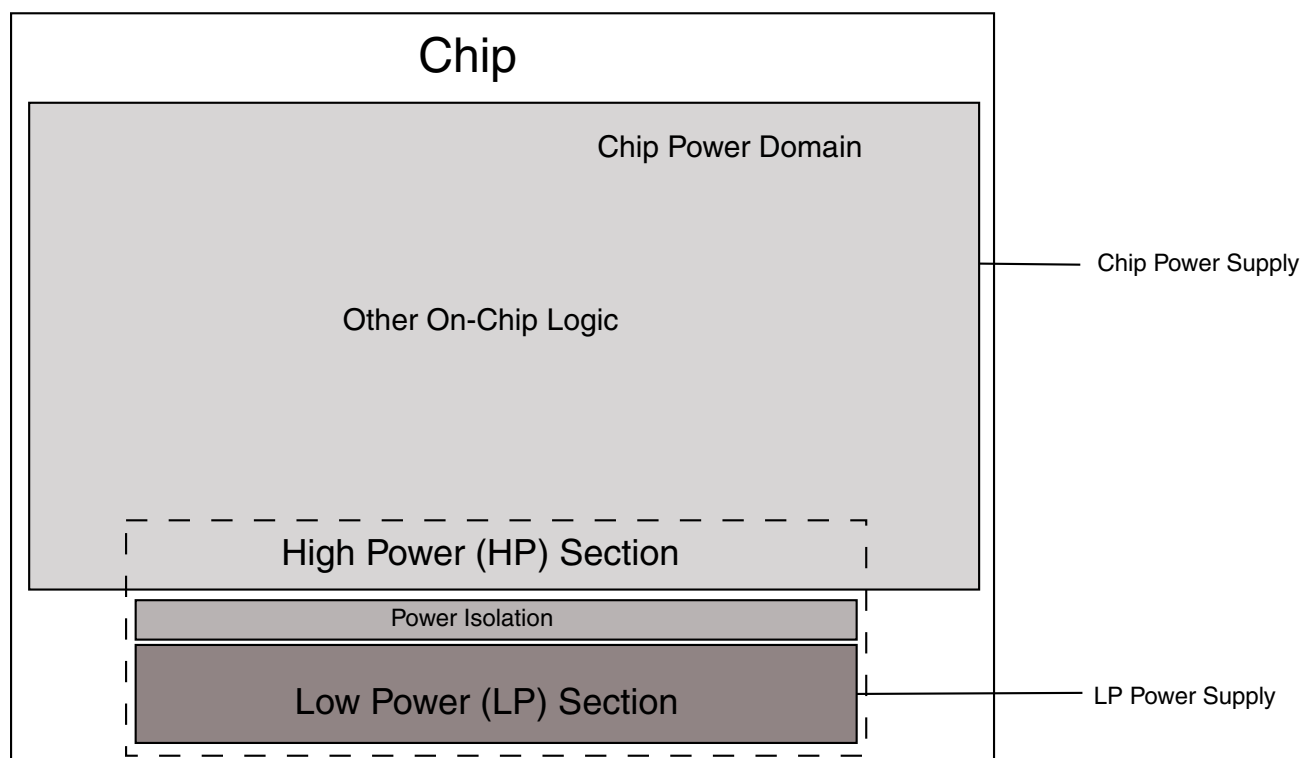 Chip
Chip Power Domain
Chip Power Supply
Other On-Chip Logic
High Power (HP) Section
Power Isolation
Low Power (LP) Section
LP Power Supply